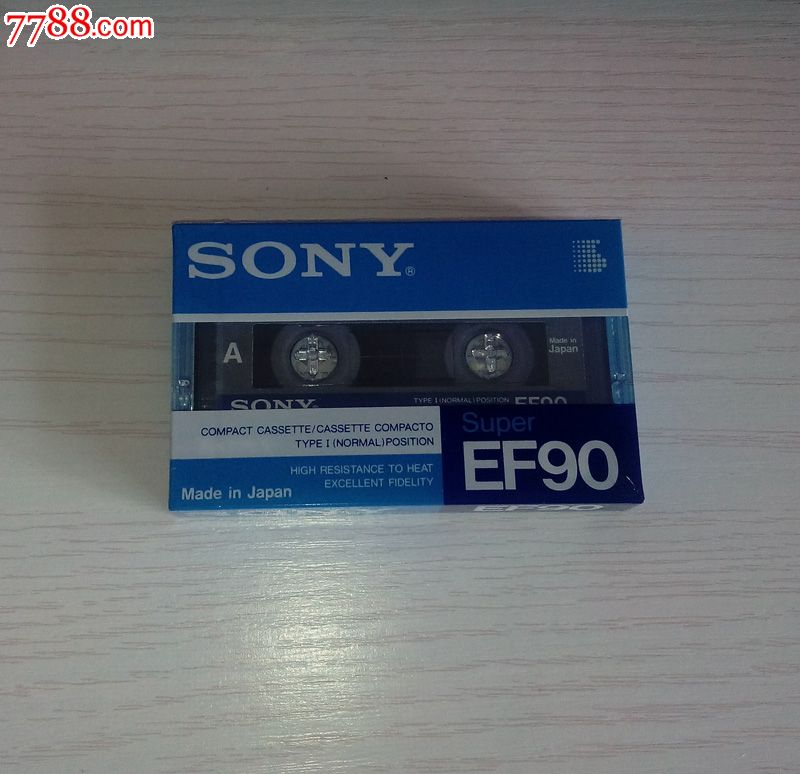 7788.com
SONY®
A
Made in
Japan
SONY
TYPE I (NORMAL) POSITION
EF90
COMPACT CASSETTE/CASSETTE COMPACTO
TYPE I (NORMAL) POSITION
Super
EF90
HIGH RESISTANCE TO HEAT
EXCELLENT FIDELITY
Made in Japan
EF90